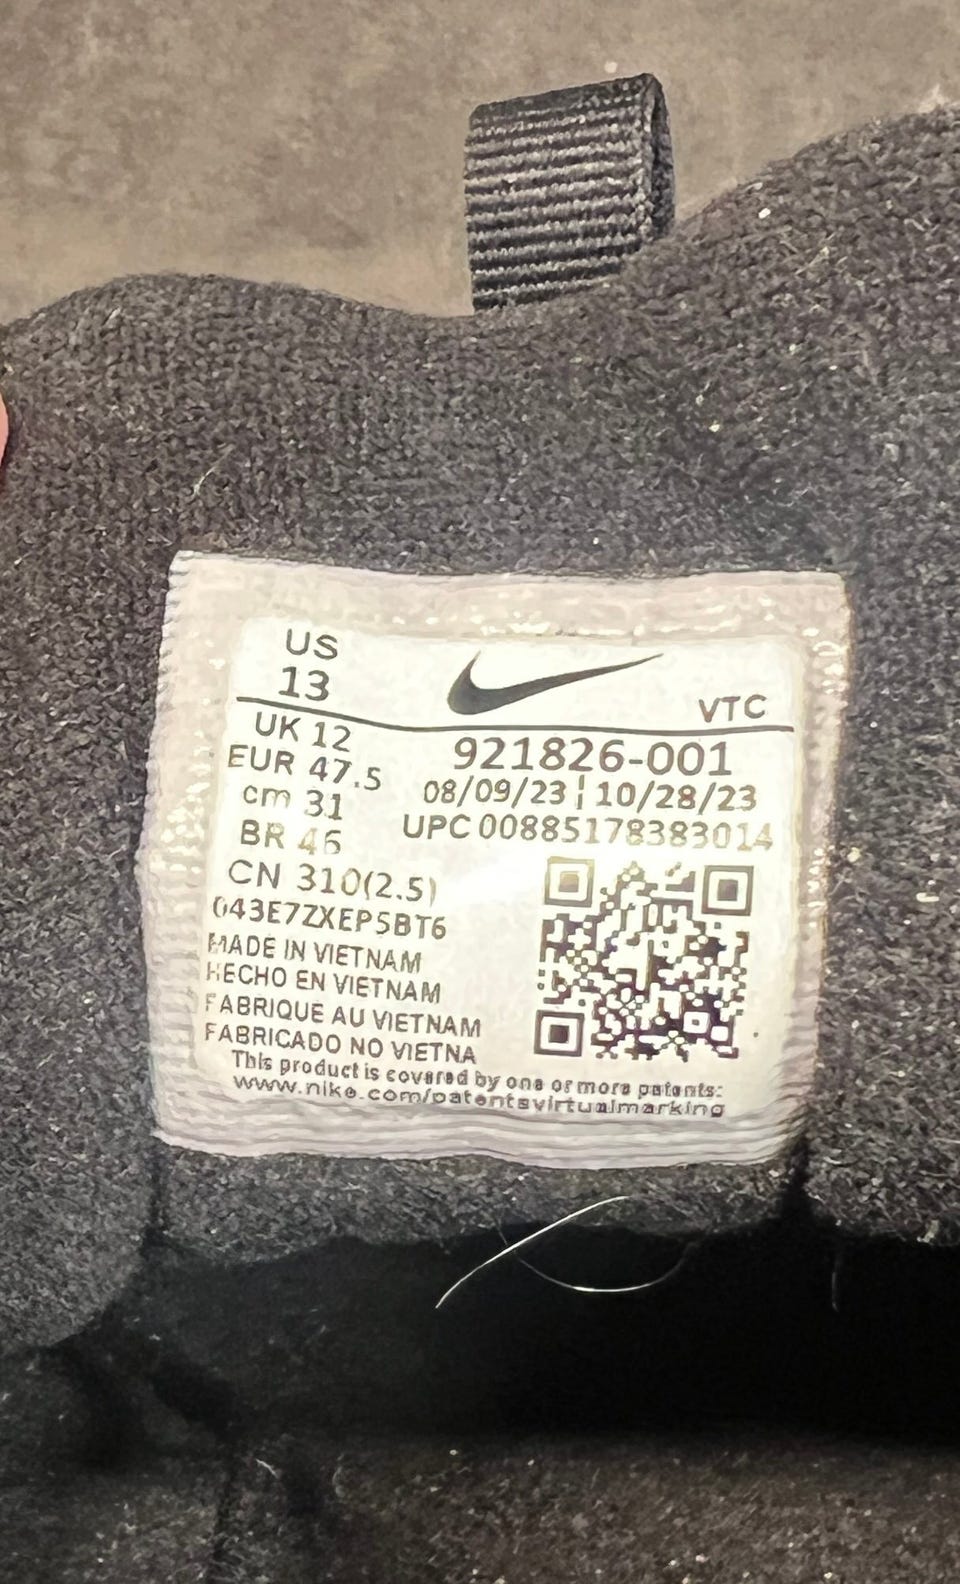 US
13
VTC
UK 12
921826-001
EUR 47.5
08/09/23 ¦ 10/28/23
cm 31
UPC 00885178383014
BR 46
CN 310(2.5)
043E7ZXEP5BT6
MADE IN VIETNAM
HECHO EN VIETNAM
FABRIQUE AU VIETNAM
FABRICADO NO VIETNA
This product is covered by one or more patents:
www.nike.com/patentsvirtualmarking